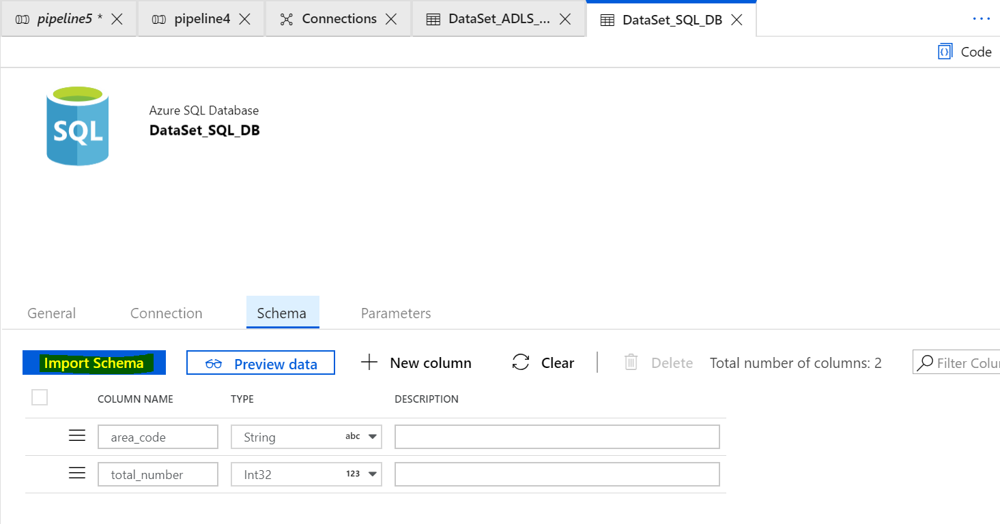 pipeline5 * pipeline4 Connections DataSet_ADLS_... DataSet_SQL_DB ...
Code
SQL
Azure SQL Database
DataSet_SQL_DB
General Connection Schema Parameters
Import Schema Preview data New column Clear Delete Total number of columns: 2 Filter Colu
COLUMN NAME TYPE DESCRIPTION
area_code String abc
total_number Int32 123